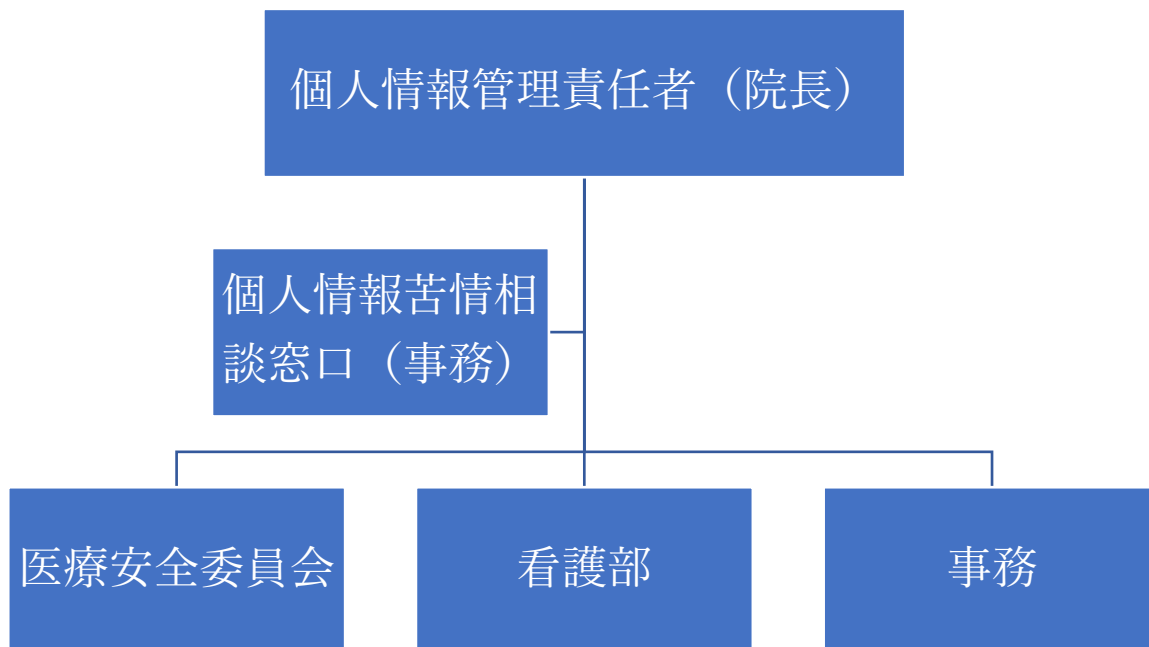 個人情報管理責任者（院長）
個人情報苦情相
談窓口（事務）
医療安全委員会
看護部
事務